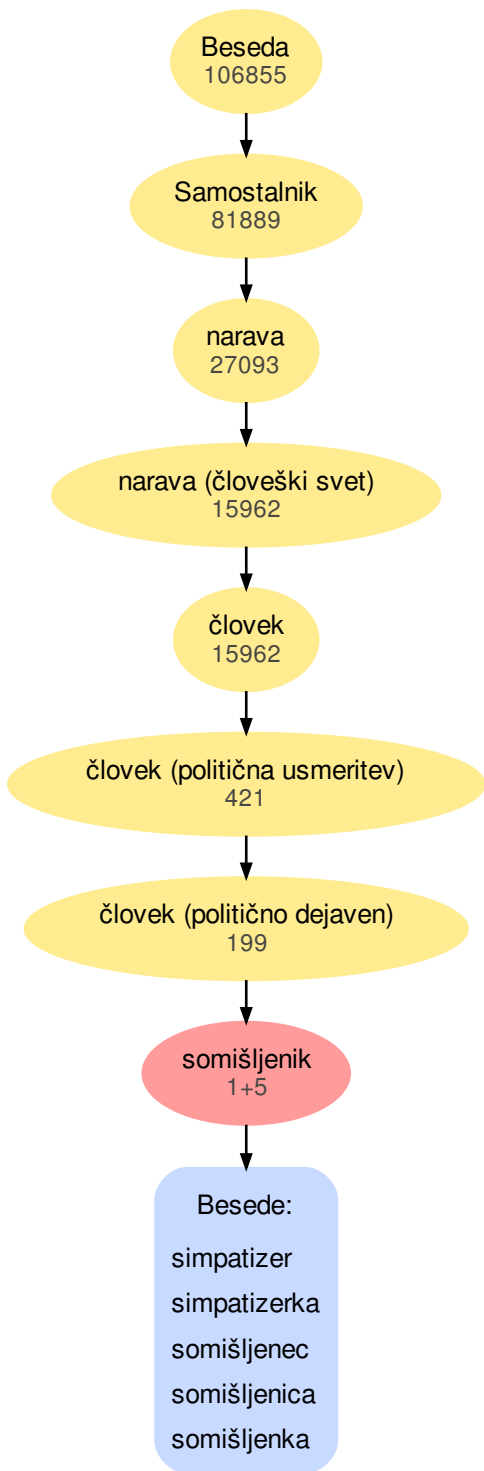 Beseda
106855
Samostalnik
81889
narava
27093
narava (človeški svet)
15962
človek
15962
človek (politična usmeritev)
421
človek (politično dejaven)
199
somišljenik
1+5
Besede:
simpatizer
simpatizerka
somišljenec
somišljenica
somišljenka